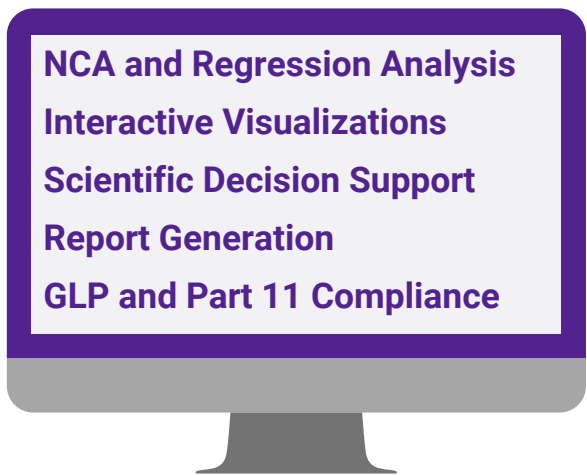 NCA and Regression Analysis
Interactive Visualizations
Scientific Decision Support
Report Generation
GLP and Part 11 Compliance